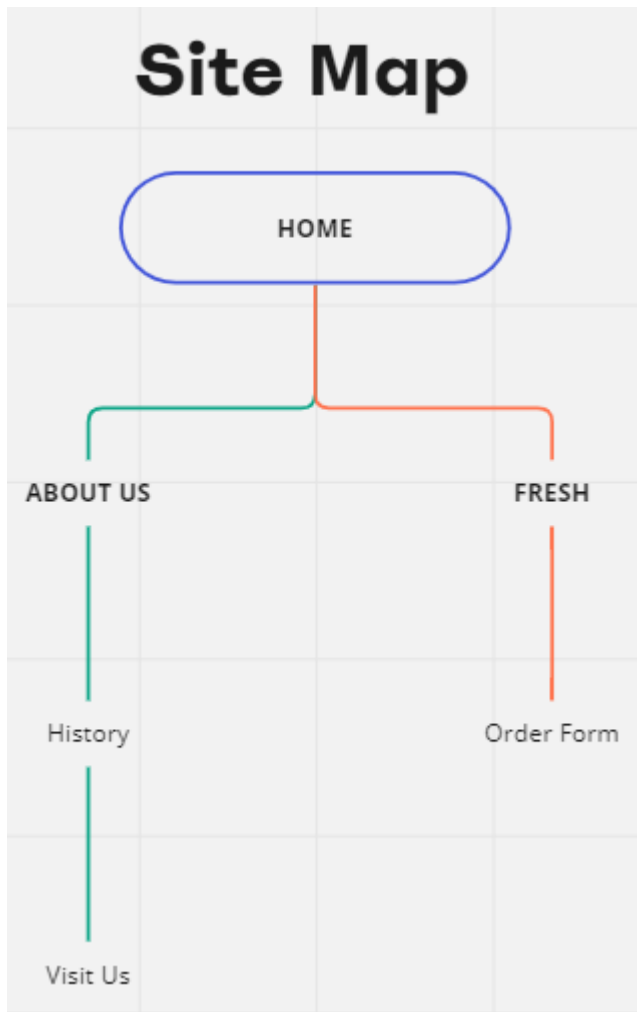 Site Map
HOME
ABOUT US
FRESH
History
Order Form
Visit Us